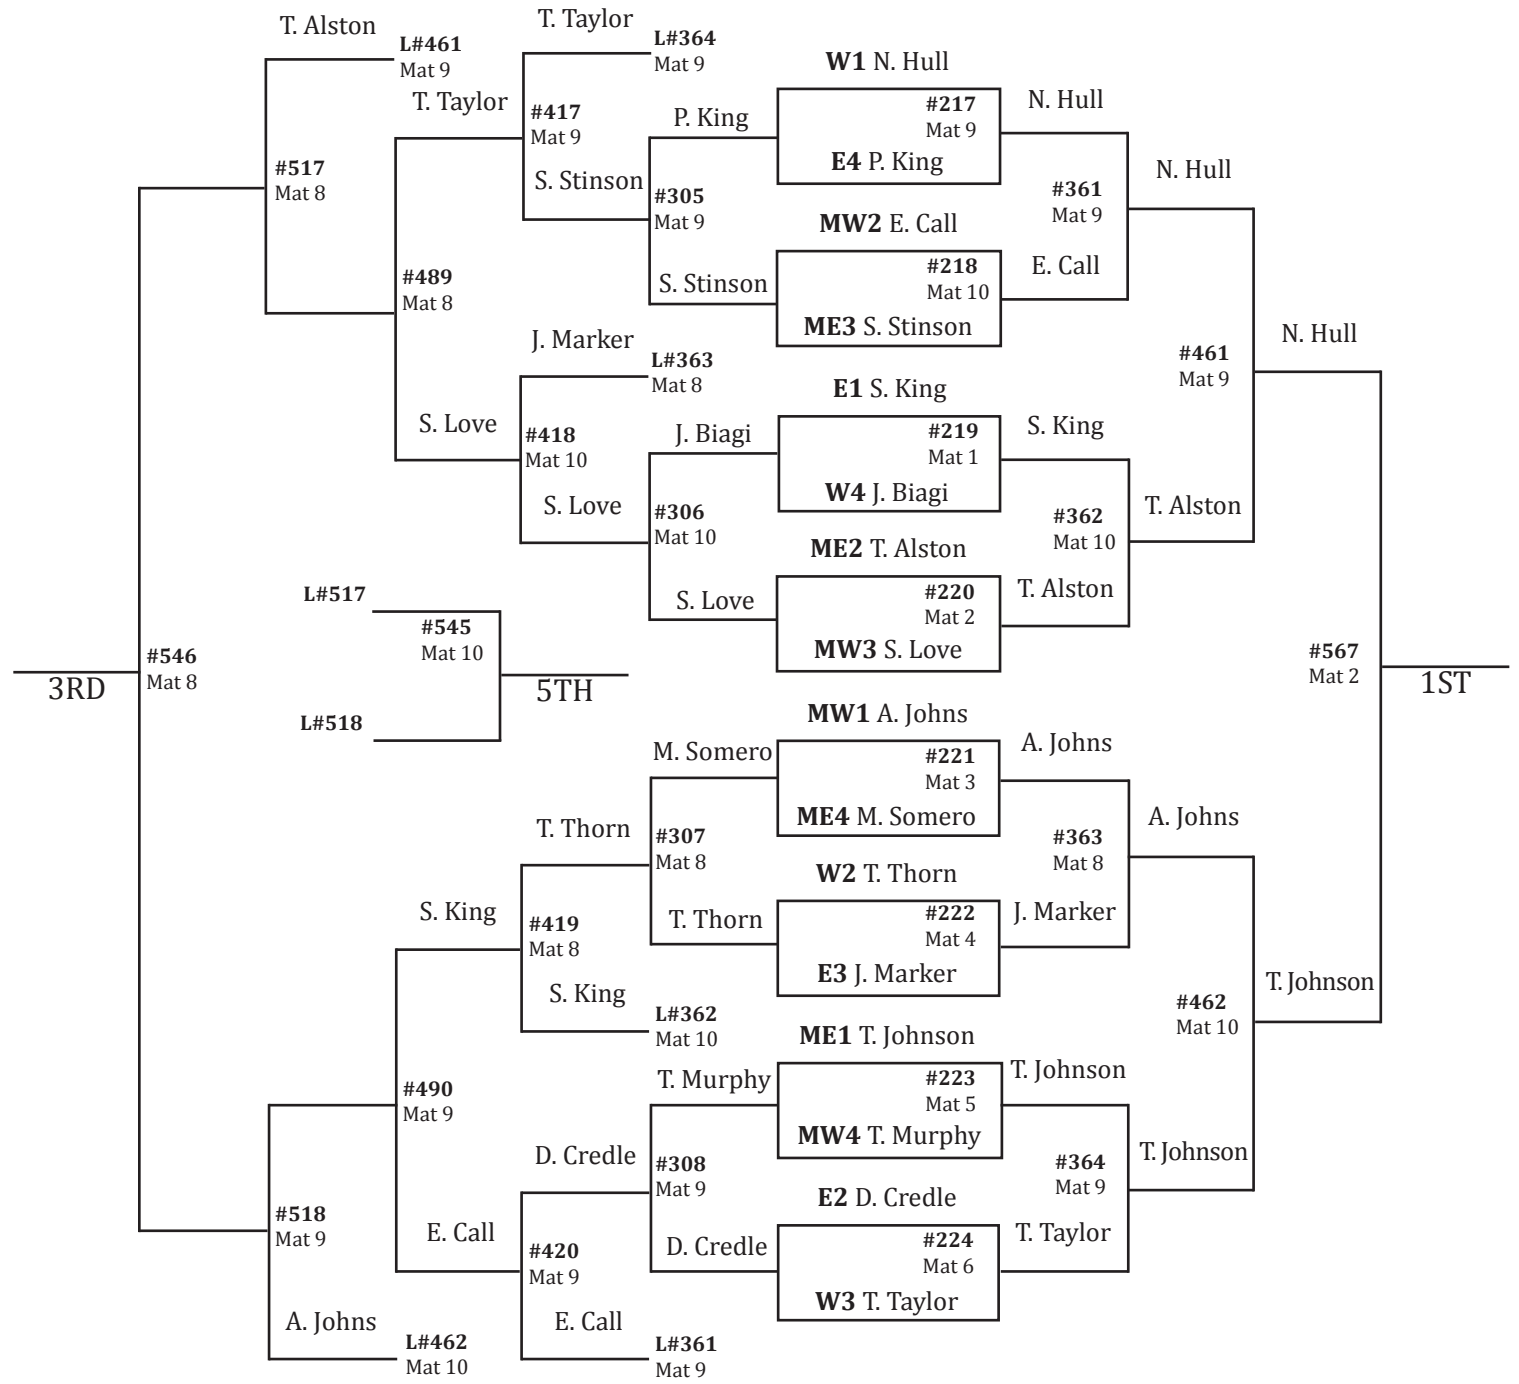 T. Alston
L#461
Mat 9
T. Taylor
L#364
Mat 9
T. Taylor
#417
Mat 9
#517
Mat 8
S. Stinson
P. King
#305
Mat 9
#489
Mat 8
S. Stinson
J. Marker
L#363
Mat 8
S. Love
#418
Mat 10
J. Biagi
S. Love
#306
Mat 10
S. Love
W1 N. Hull
#217
Mat 9
E4 P. King
MW2 E. Call
#218
Mat 10
ME3 S. Stinson
E1 S. King
#219
Mat 1
W4 J. Biagi
ME2 T. Alston
#220
Mat 2
MW3 S. Love
N. Hull
#361
Mat 9
E. Call
N. Hull
S. King
#362
Mat 10
T. Alston
T. Alston
#461
Mat 9
N. Hull
L#517
#545
Mat 10
L#518
5TH
#546
Mat 8
3RD
#567
Mat 2
1ST
MW1 A. Johns
#221
Mat 3
ME4 M. Somero
W2 T. Thorn
#222
Mat 4
E3 J. Marker
ME1 T. Johnson
#223
Mat 5
MW4 T. Murphy
E2 D. Credle
#224
Mat 6
W3 T. Taylor
M. Somero
T. Thorn
#307
Mat 8
T. Thorn
S. King
#419
Mat 8
S. King
L#362
Mat 10
T. Murphy
#490
Mat 9
D. Credle
#308
Mat 9
D. Credle
#518
Mat 9
E. Call
#420
Mat 9
E. Call
L#361
Mat 9
A. Johns
L#462
Mat 10
A. Johns
#363
Mat 8
J. Marker
A. Johns
T. Johnson
#364
Mat 9
T. Taylor
T. Johnson
#462
Mat 10
T. Johnson